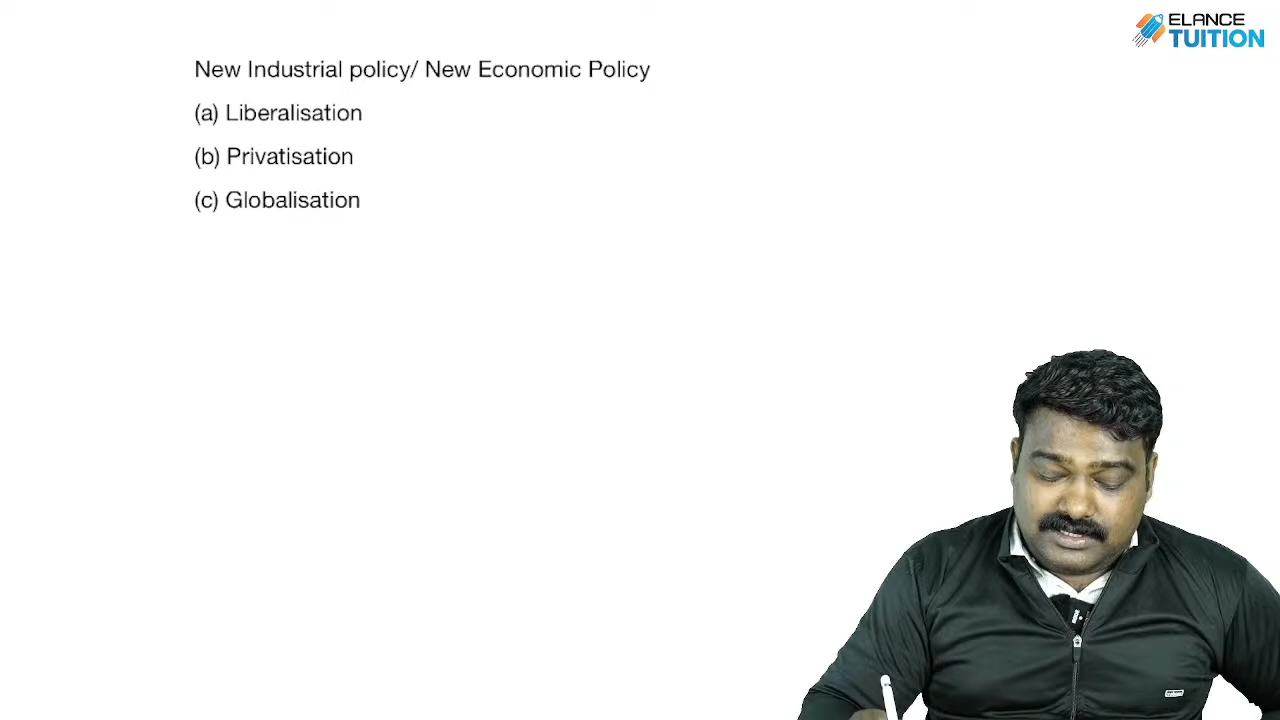 ELANCE
TUITION
New Industrial policy/ New Economic Policy
(a) Liberalisation
(b) Privatisation
(c) Globalisation